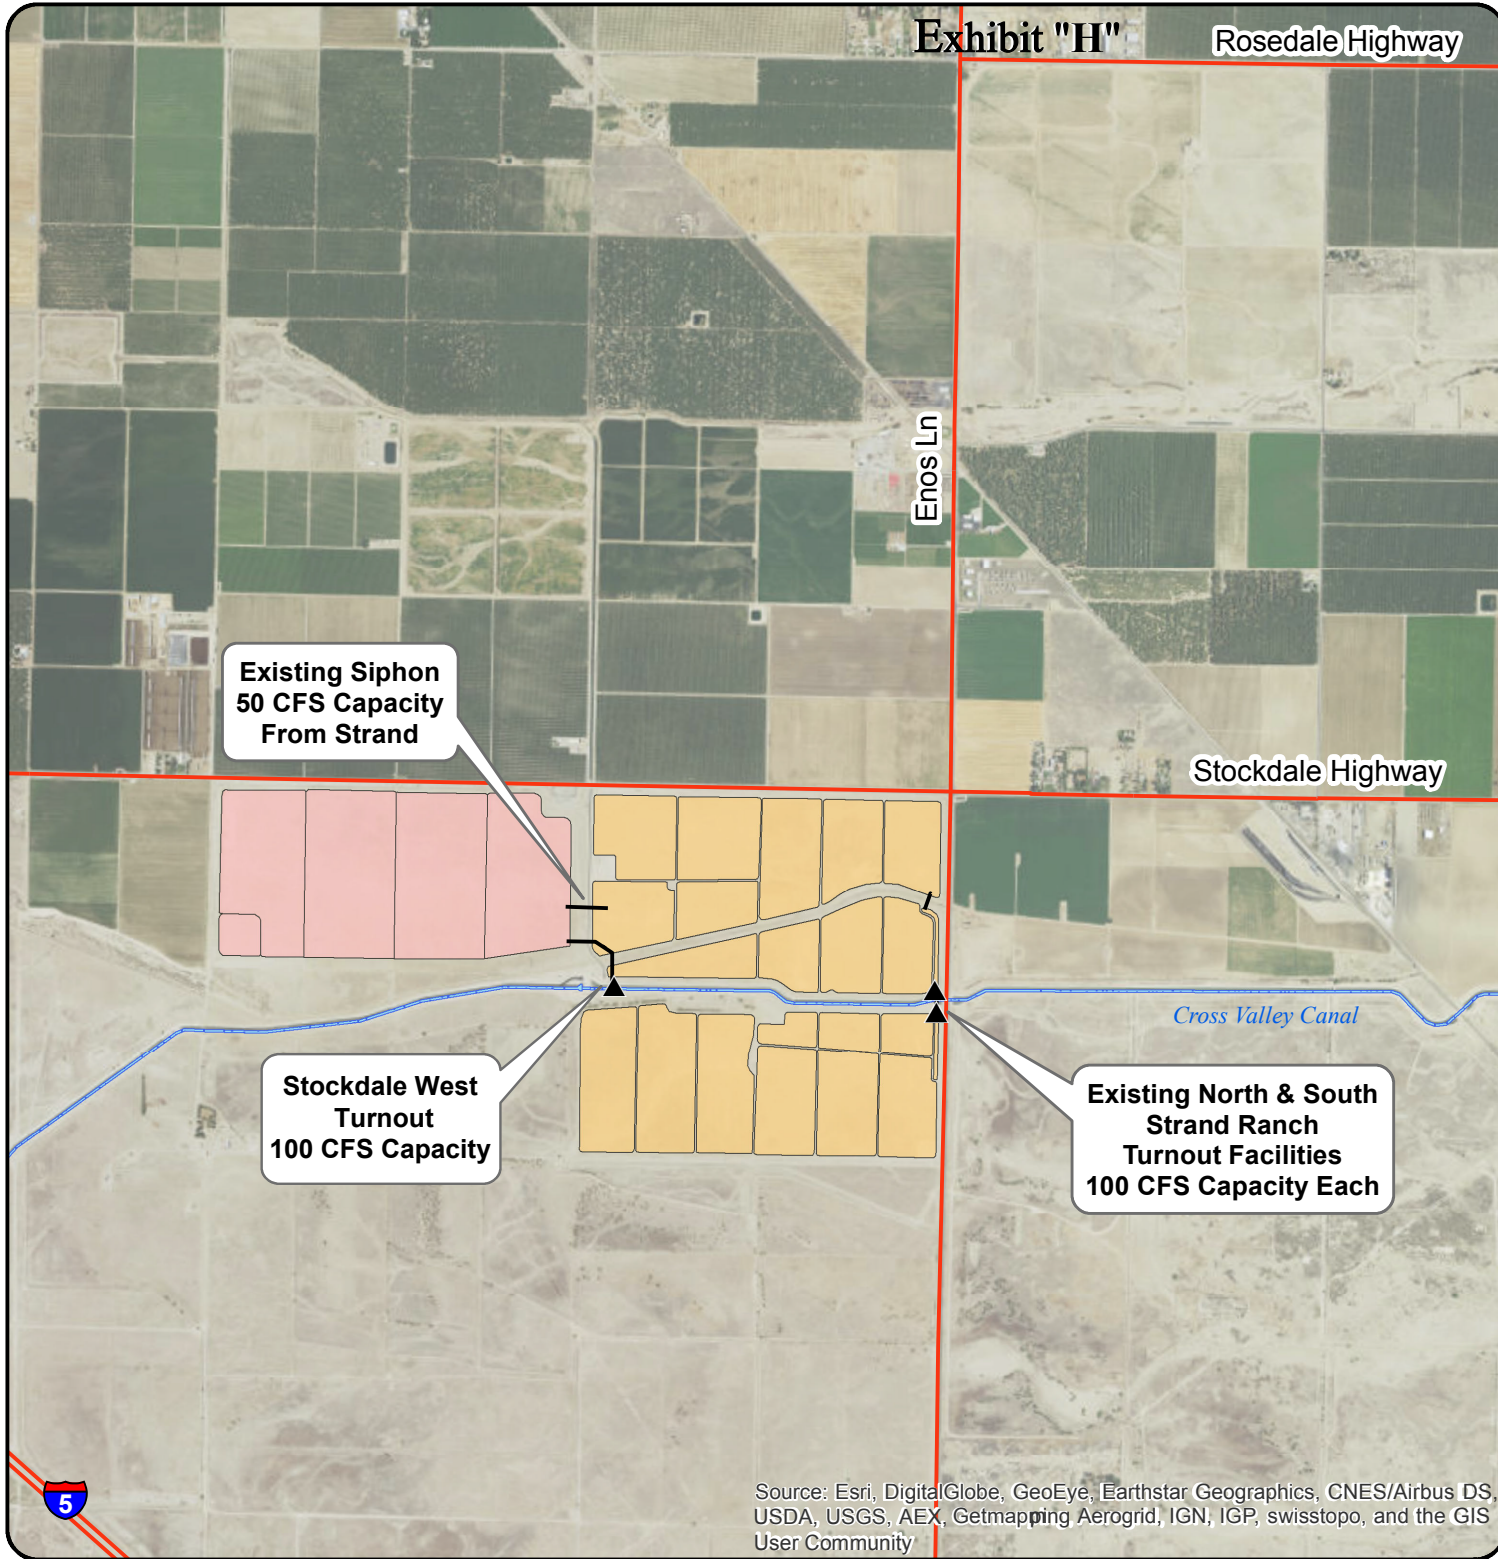 Exhibit "H"
Rosedale Highway
Enos Ln
Existing Siphon
50 CFS Capacity
From Strand
Stockdale Highway
Cross Valley Canal
Stockdale West
Turnout
100 CFS Capacity
Existing North & South
Strand Ranch
Turnout Facilities
100 CFS Capacity Each
5
Source: Esri, DigitalGlobe, GeoEye, Earthstar Geographics, CNES/Airbus DS,
USDA, USGS, AEX, Getmapping Aerogrid, IGN, IGP, swisstopo, and the GIS
User Community